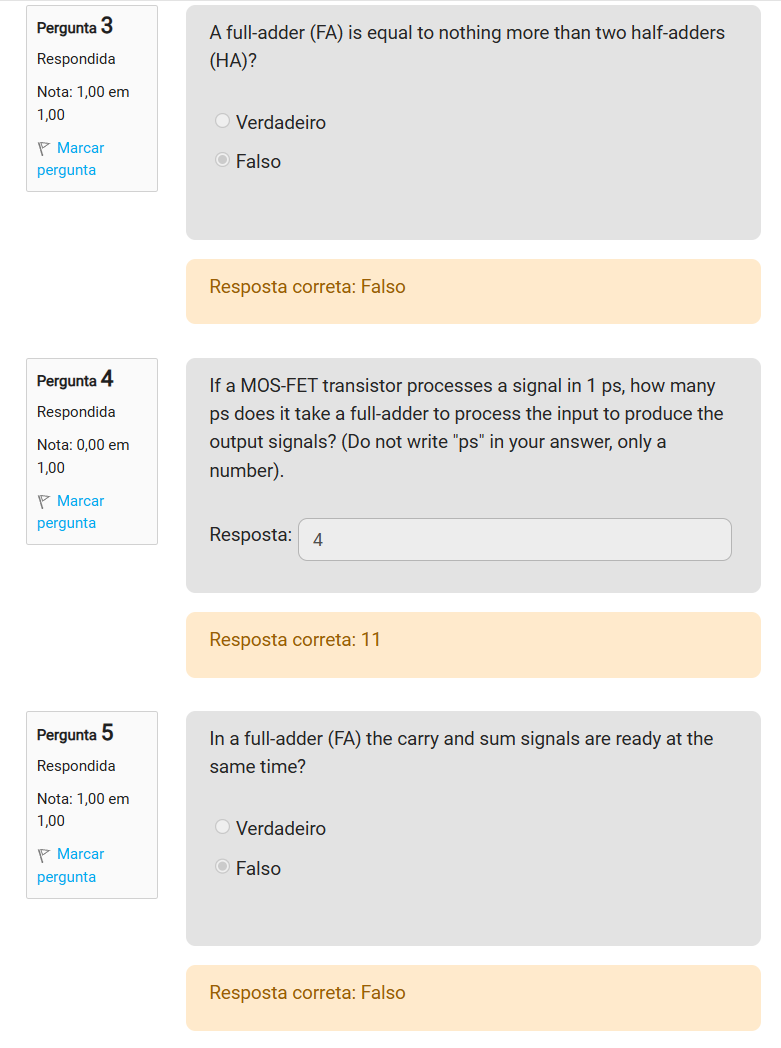 Pergunta 3
Respondida
Nota: 1,00 em
1,00
Marcar
pergunta
A full-adder (FA) is equal to nothing more than two half-adders
(HA)?
Verdadeiro
Falso
Resposta correta: Falso
Pergunta 4
Respondida
Nota: 0,00 em
1,00
Marcar
pergunta
If a MOS-FET transistor processes a signal in 1 ps, how many
ps does it take a full-adder to process the input to produce the
output signals? (Do not write "ps" in your answer, only a
number).
Resposta: 4
Resposta correta: 11
Pergunta 5
Respondida
Nota: 1,00 em
1,00
Marcar
pergunta
In a full-adder (FA) the carry and sum signals are ready at the
same time?
Verdadeiro
Falso
Resposta correta: Falso